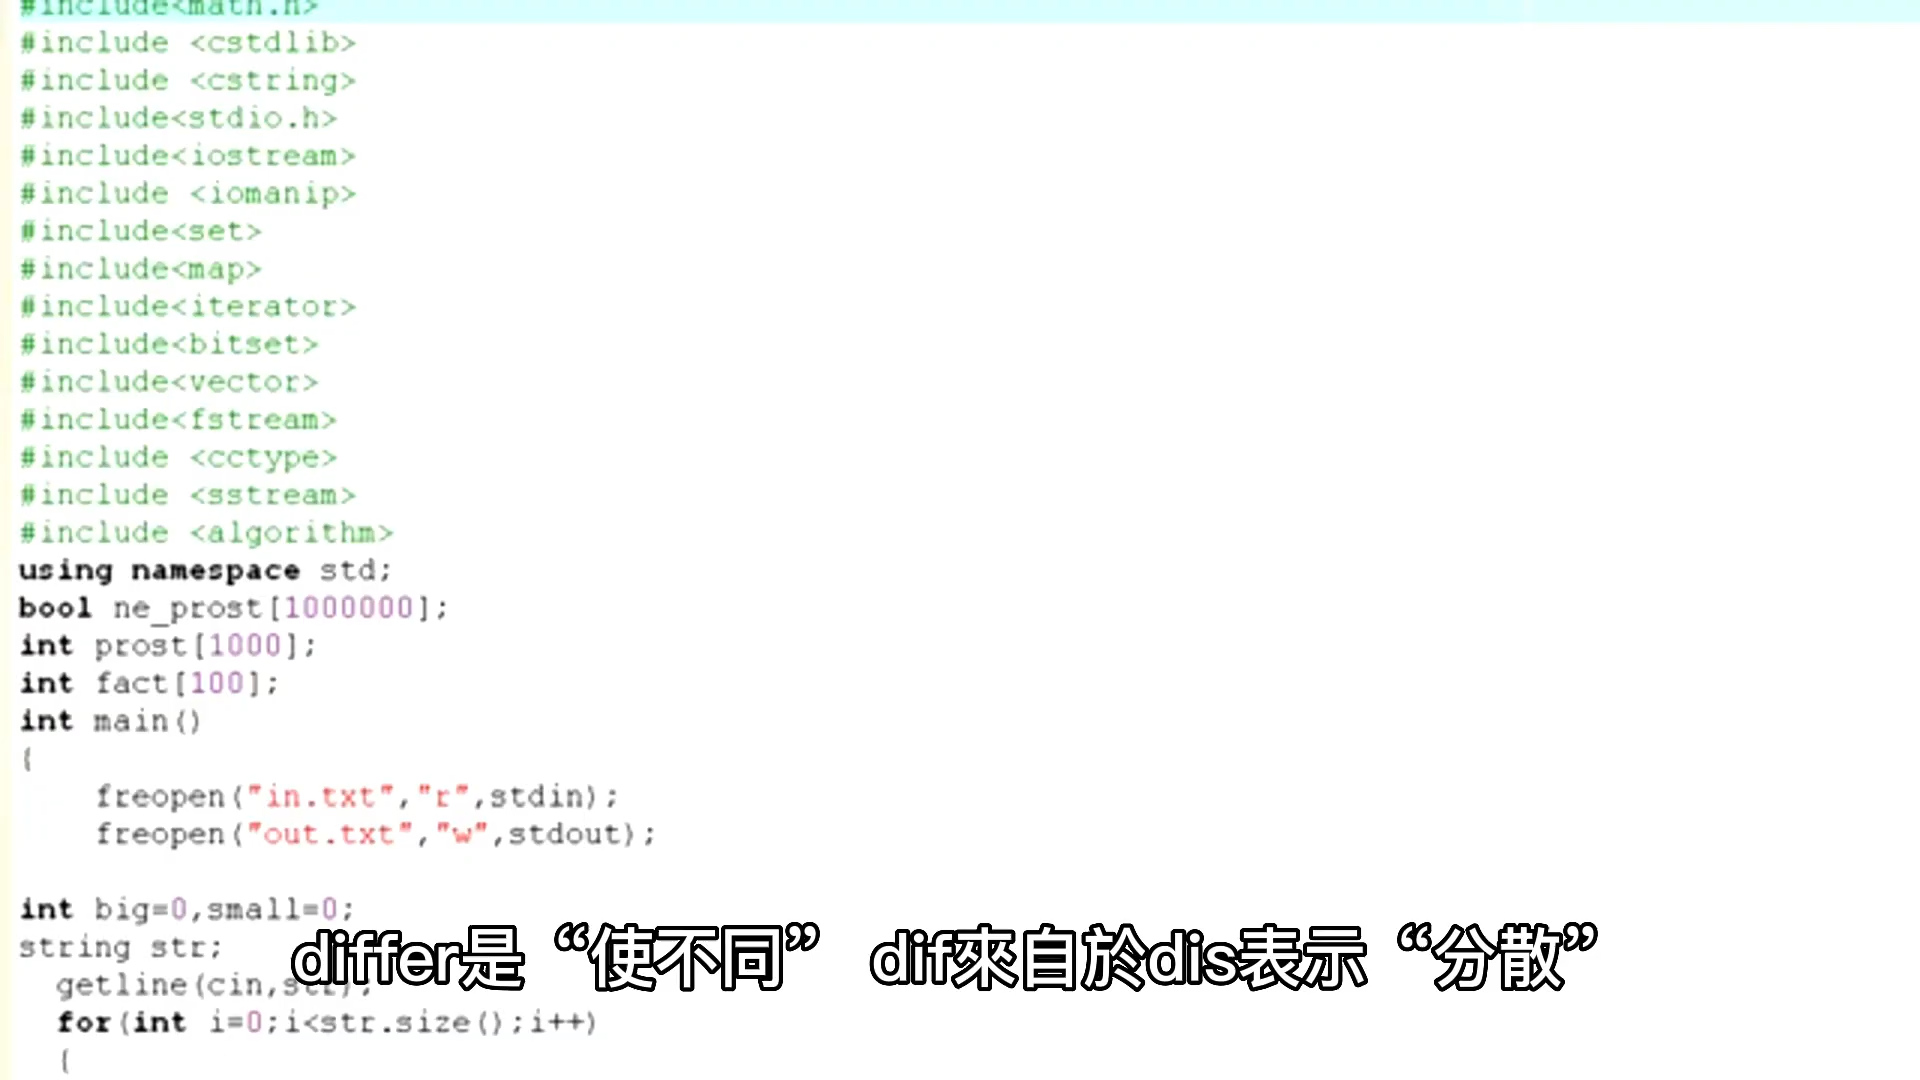 #include<math.h>
#include <cstdlib>
#include <cstring>
#include<stdio.h>
#include<iostream>
#include <iomanip>
#include<set>
#include<map>
#include<iterator>
#include<bitset>
#include<vector>
#include<fstream>
#include <cctype>
#include <sstream>
#include <algorithm>
using namespace std;
bool ne_prost[1000000];
int prost[1000];
int fact[100];
int main()
{
    freopen("in.txt","r",stdin);
    freopen("out.txt","w",stdout);

int big=0,small=0;
string str;
differ是“使不同” dif來自於dis表示“分散”
  getline(cin,str);
  for(int i=0;i<str.size();i++)
  {